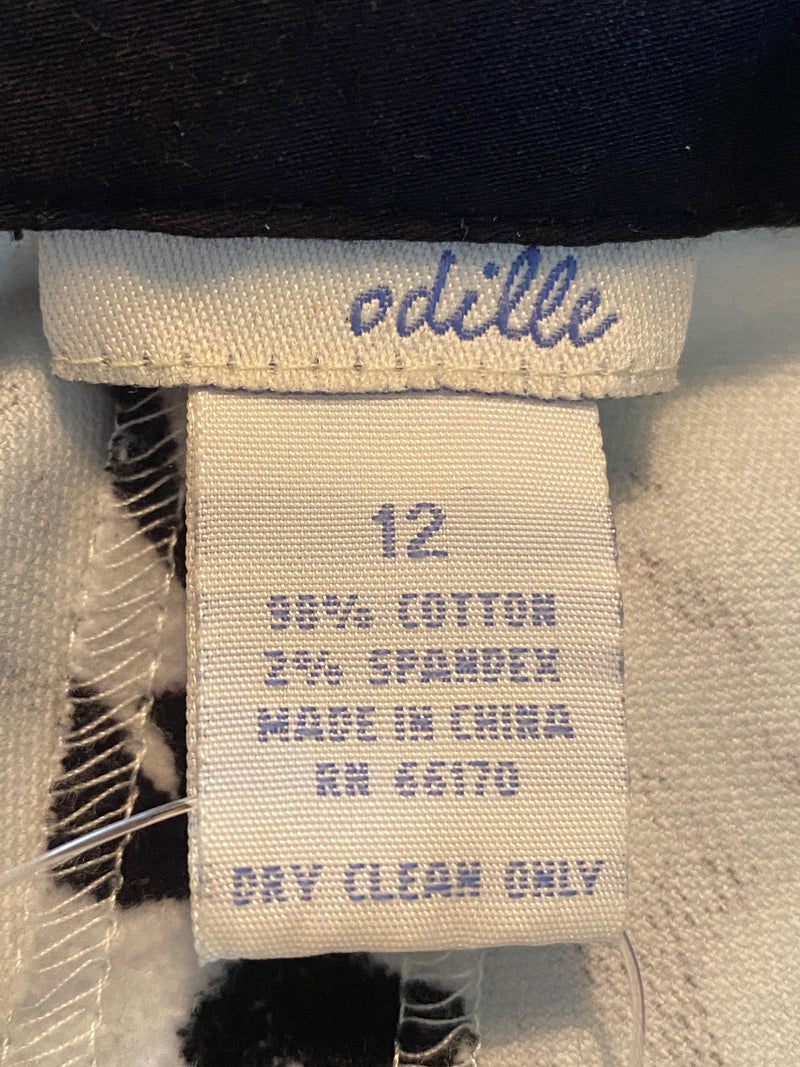 odille
12
98% COTTON
2% SPANDEX
MADE IN CHINA
RN 66170
DRY CLEAN ONLY